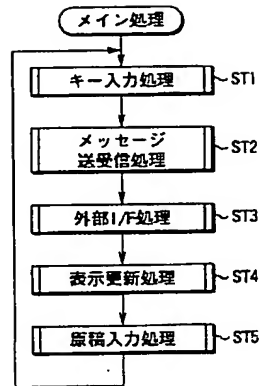 メイン処理
キー入力処理
ST1
メッセージ
送受信処理
ST2
外部I/F処理
ST3
表示更新処理
ST4
原稿入力処理
ST5